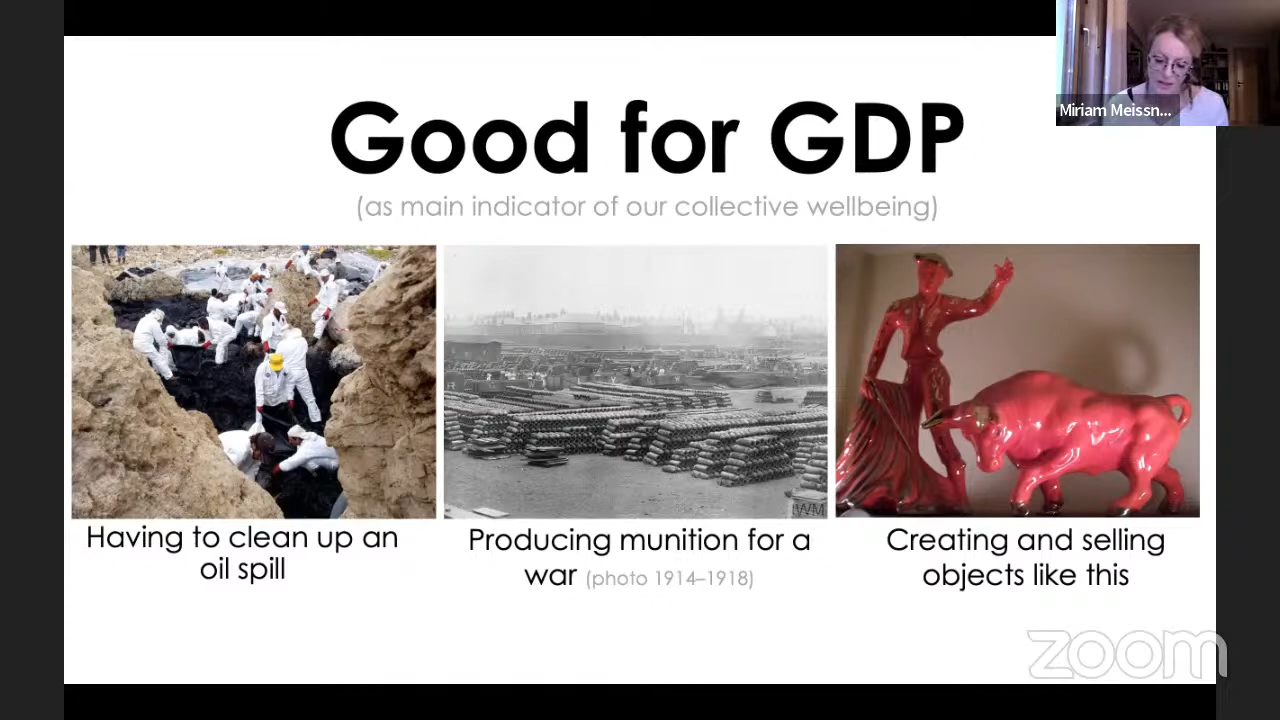 Good for GDP
(as main indicator of our collective wellbeing)
Miriam Meissn...
Having to clean up an
oil spill
Producing munition for a
war (photo 1914–1918)
Creating and selling
objects like this
IWM
zoom